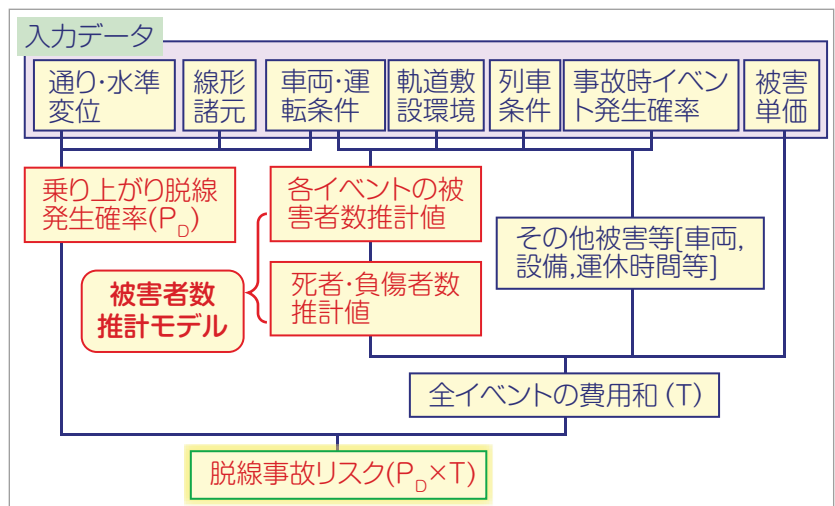 入力データ
通り・水準
変位
線形
諸元
車両・運
転条件
軌道敷
設環境
列車
条件
事故時イベン
ト発生確率
被害
単価
乗り上がり脱線
発生確率(P_D)
各イベントの被
害者数推計値
その他被害等[車両,
設備,運休時間等]
被害者数
推計モデル
死者・負傷者数
推計値
全イベントの費用和(T)
脱線事故リスク(P_D×T)